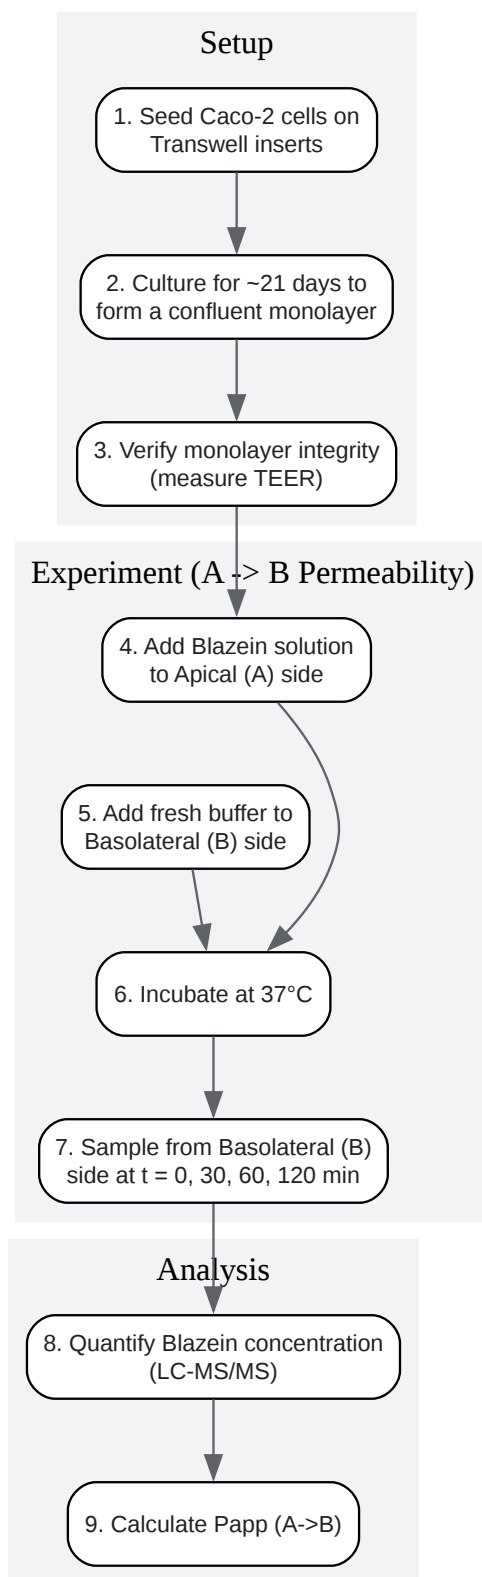 Setup
1. Seed Caco-2 cells on
Transwell inserts
2. Culture for ~21 days to
form a confluent monolayer
3. Verify monolayer integrity
(measure TEER)
Experiment (A -> B Permeability)
4. Add Blazein solution
to Apical (A) side
5. Add fresh buffer to
Basolateral (B) side
6. Incubate at 37°C
7. Sample from Basolateral (B)
side at t = 0, 30, 60, 120 min
Analysis
8. Quantify Blazein concentration
(LC-MS/MS)
9. Calculate Papp (A->B)